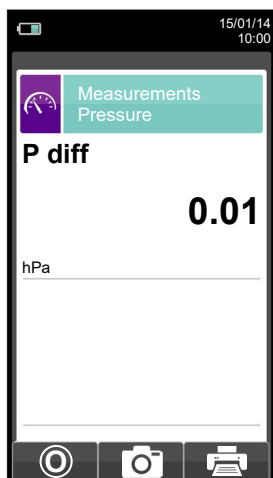 15/01/14
10:00
Measurements
Pressure
P diff
0.01
hPa